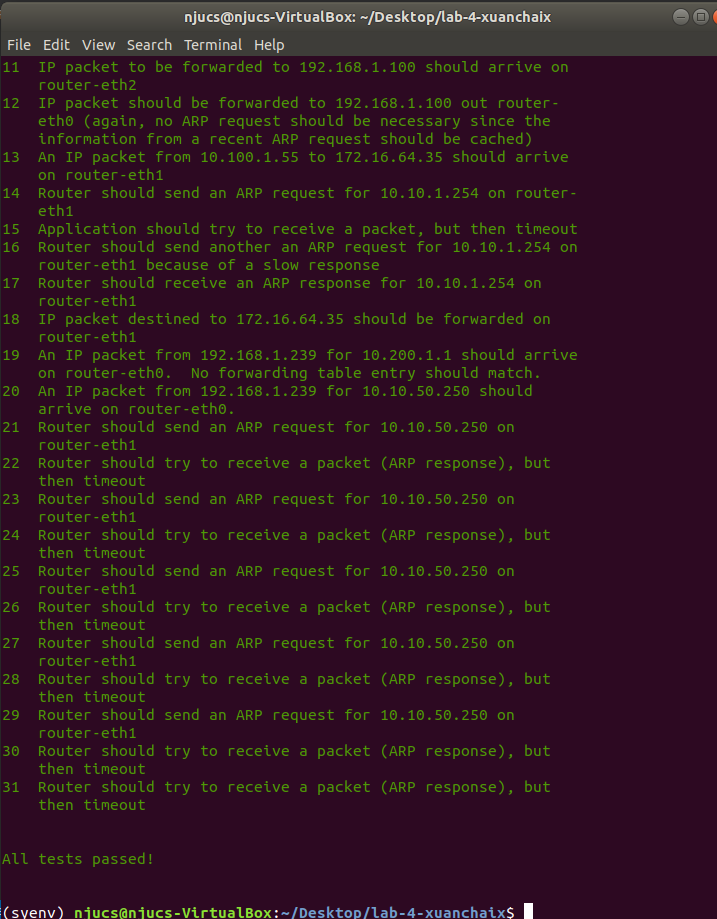 njucs@njucs-VirtualBox: ~/Desktop/lab-4-xuanchaix
File Edit View Search Terminal Help
11 IP packet to be forwarded to 192.168.1.100 should arrive on
router-eth2
12 IP packet should be forwarded to 192.168.1.100 out router-
eth0 (again, no ARP request should be necessary since the
information from a recent ARP request should be cached)
13 An IP packet from 10.100.1.55 to 172.16.64.35 should arrive
on router-eth1
14 Router should send an ARP request for 10.10.1.254 on router-
eth1
15 Application should try to receive a packet, but then timeout
16 Router should send another an ARP request for 10.10.1.254 on
router-eth1 because of a slow response
17 Router should receive an ARP response for 10.10.1.254 on
router-eth1
18 IP packet destined to 172.16.64.35 should be forwarded on
router-eth1
19 An IP packet from 192.168.1.239 for 10.200.1.1 should arrive
on router-eth0.  No forwarding table entry should match.
20 An IP packet from 192.168.1.239 for 10.10.50.250 should
arrive on router-eth0.
21 Router should send an ARP request for 10.10.50.250 on
router-eth1
22 Router should try to receive a packet (ARP response), but
then timeout
23 Router should send an ARP request for 10.10.50.250 on
router-eth1
24 Router should try to receive a packet (ARP response), but
then timeout
25 Router should send an ARP request for 10.10.50.250 on
router-eth1
26 Router should try to receive a packet (ARP response), but
then timeout
27 Router should send an ARP request for 10.10.50.250 on
router-eth1
28 Router should try to receive a packet (ARP response), but
then timeout
29 Router should send an ARP request for 10.10.50.250 on
router-eth1
30 Router should try to receive a packet (ARP response), but
then timeout
31 Router should try to receive a packet (ARP response), but
then timeout
All tests passed!
(syenv) njucs@njucs-VirtualBox:~/Desktop/lab-4-xuanchaix$